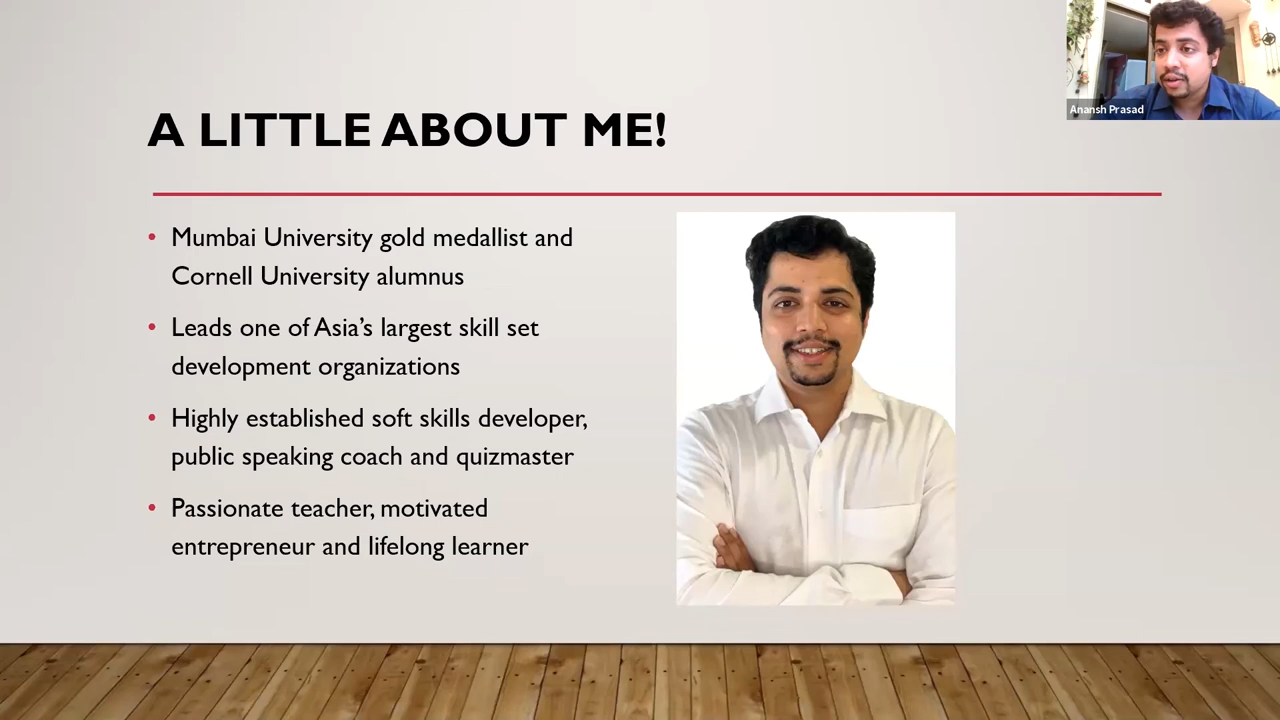 Anansh Prasad
A LITTLE ABOUT ME!
• Mumbai University gold medallist and
Cornell University alumnus
• Leads one of Asia’s largest skill set
development organizations
• Highly established soft skills developer,
public speaking coach and quizmaster
• Passionate teacher, motivated
entrepreneur and lifelong learner